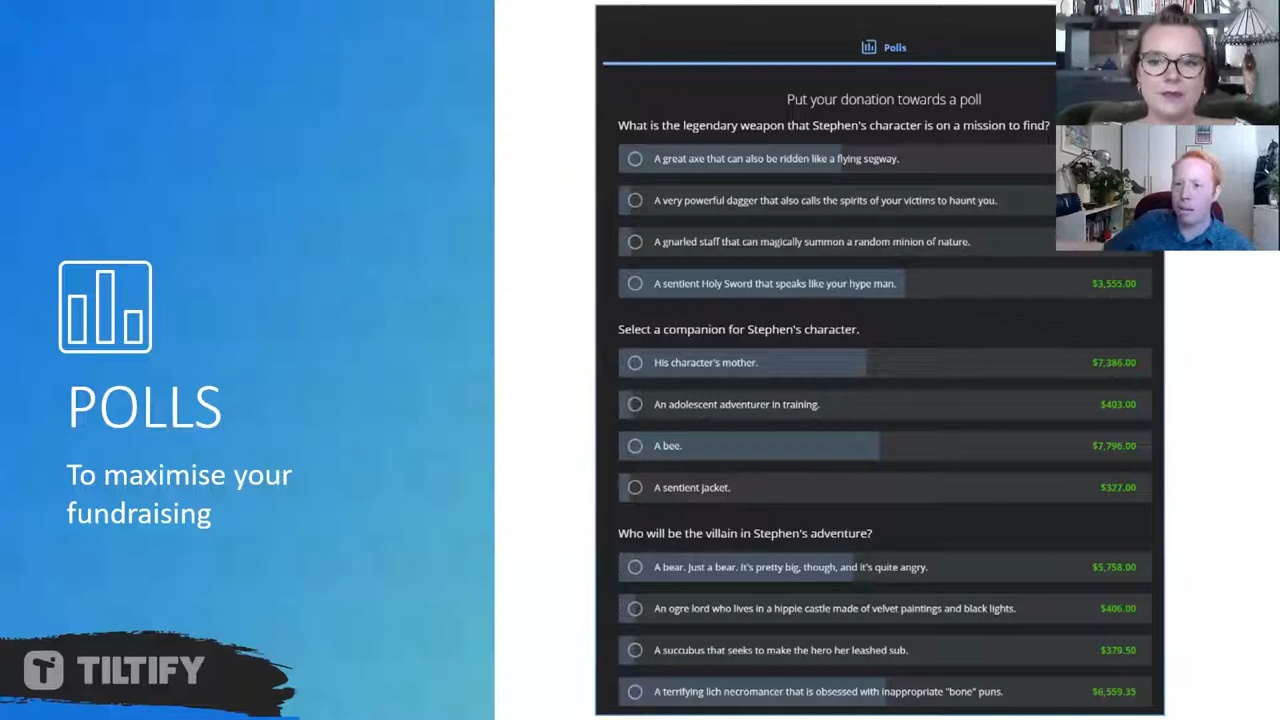 POLLS
To maximise your
fundraising
TILTIFY
Polls
Put your donation towards a poll
What is the legendary weapon that Stephen's character is on a mission to find?
A great axe that can also be ridden like a flying segway.
A very powerful dagger that also calls the spirits of your victims to haunt you.
A gnarled staff that can magically summon a random minion of nature.
A sentient Holy Sword that speaks like your hype man. $3,555.00
Select a companion for Stephen's character.
His character's mother. $7,386.00
An adolescent adventurer in training. $403.00
A bee. $7,796.00
A sentient jacket. $327.00
Who will be the villain in Stephen's adventure?
A bear. Just a bear. It's pretty big, though, and it's quite angry. $5,758.00
An ogre lord who lives in a hippie castle made of velvet paintings and black lights. $406.00
A succubus that seeks to make the hero her leashed sub. $379.50
A terrifying lich necromancer that is obsessed with inappropriate "bone" puns. $6,559.35